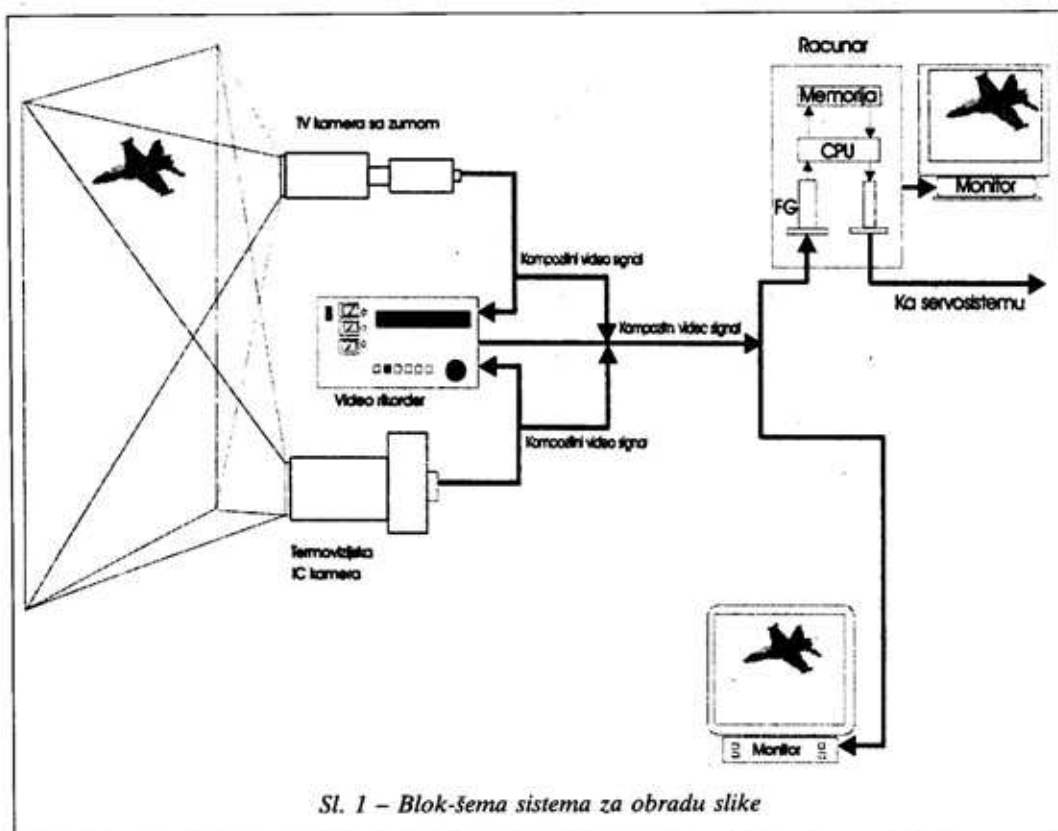 TV kamera sa zumom
Kompozitni video signal
Video rikorder
Kompozitn. video signal
Kompozitni video signal
Termovizijska
IC kamera
Racunar
Memorija
CPU
FG
Monitor
Ka servosistemu
Monitor
Sl. 1 – Blok-šema sistema za obradu slike